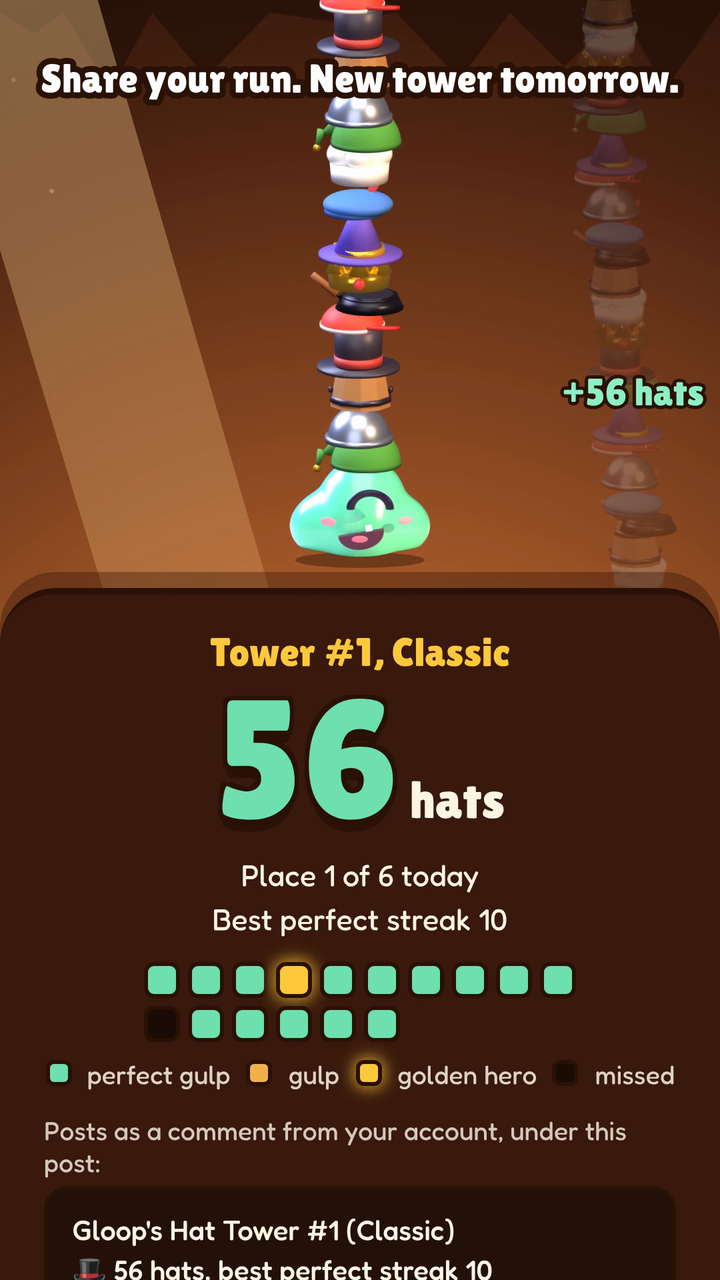 Share your run. New tower tomorrow.
+56 hats
Tower #1, Classic
56 hats
Place 1 of 6 today
Best perfect streak 10
perfect gulp gulp golden hero missed
Posts as a comment from your account, under this
post:
Gloop's Hat Tower #1 (Classic)
🎩 56 hats, best perfect streak 10